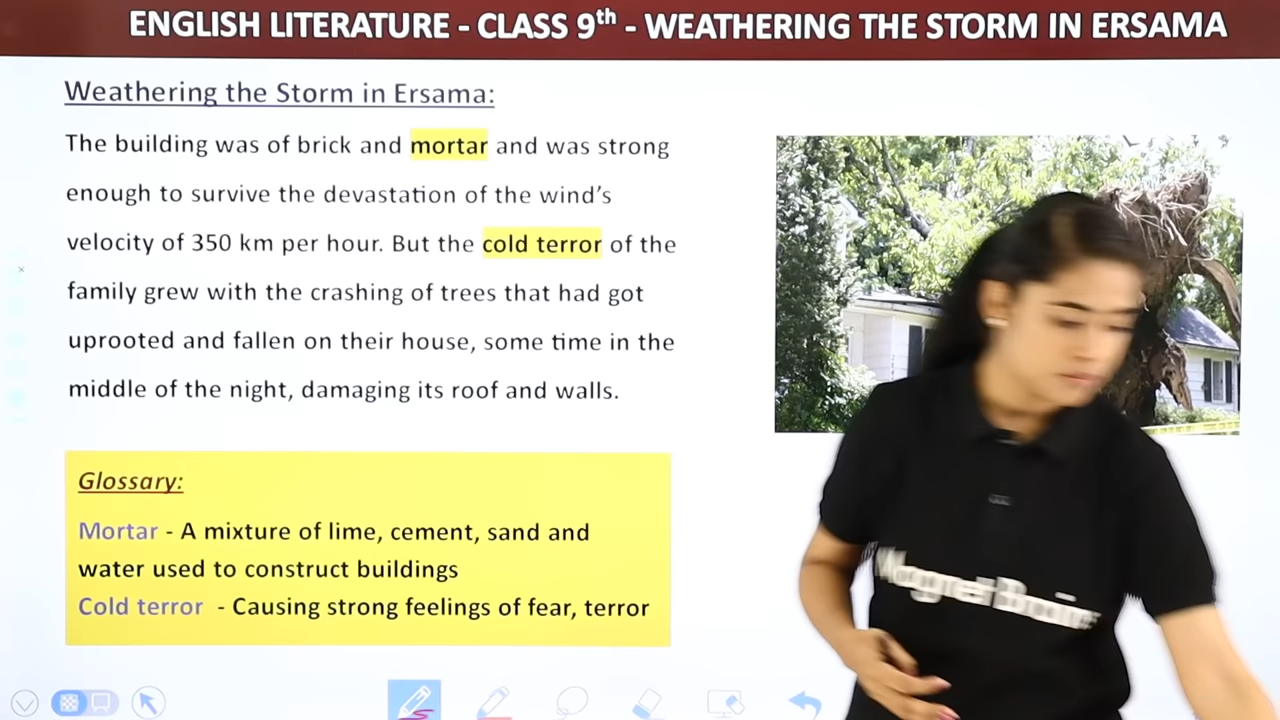 ENGLISH LITERATURE - CLASS 9th - WEATHERING THE STORM IN ERSAMA
Weathering the Storm in Ersama:
The building was of brick and mortar and was strong
enough to survive the devastation of the wind's
velocity of 350 km per hour. But the cold terror of the
family grew with the crashing of trees that had got
uprooted and fallen on their house, some time in the
middle of the night, damaging its roof and walls.
Glossary:
Mortar - A mixture of lime, cement, sand and
water used to construct buildings
Cold terror - Causing strong feelings of fear, terror
Magnet Brains